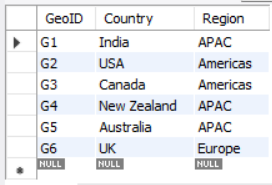 GeoID Country Region
G1 India APAC
G2 USA Americas
G3 Canada Americas
G4 New Zealand APAC
G5 Australia APAC
G6 UK Europe
NULL NULL NULL